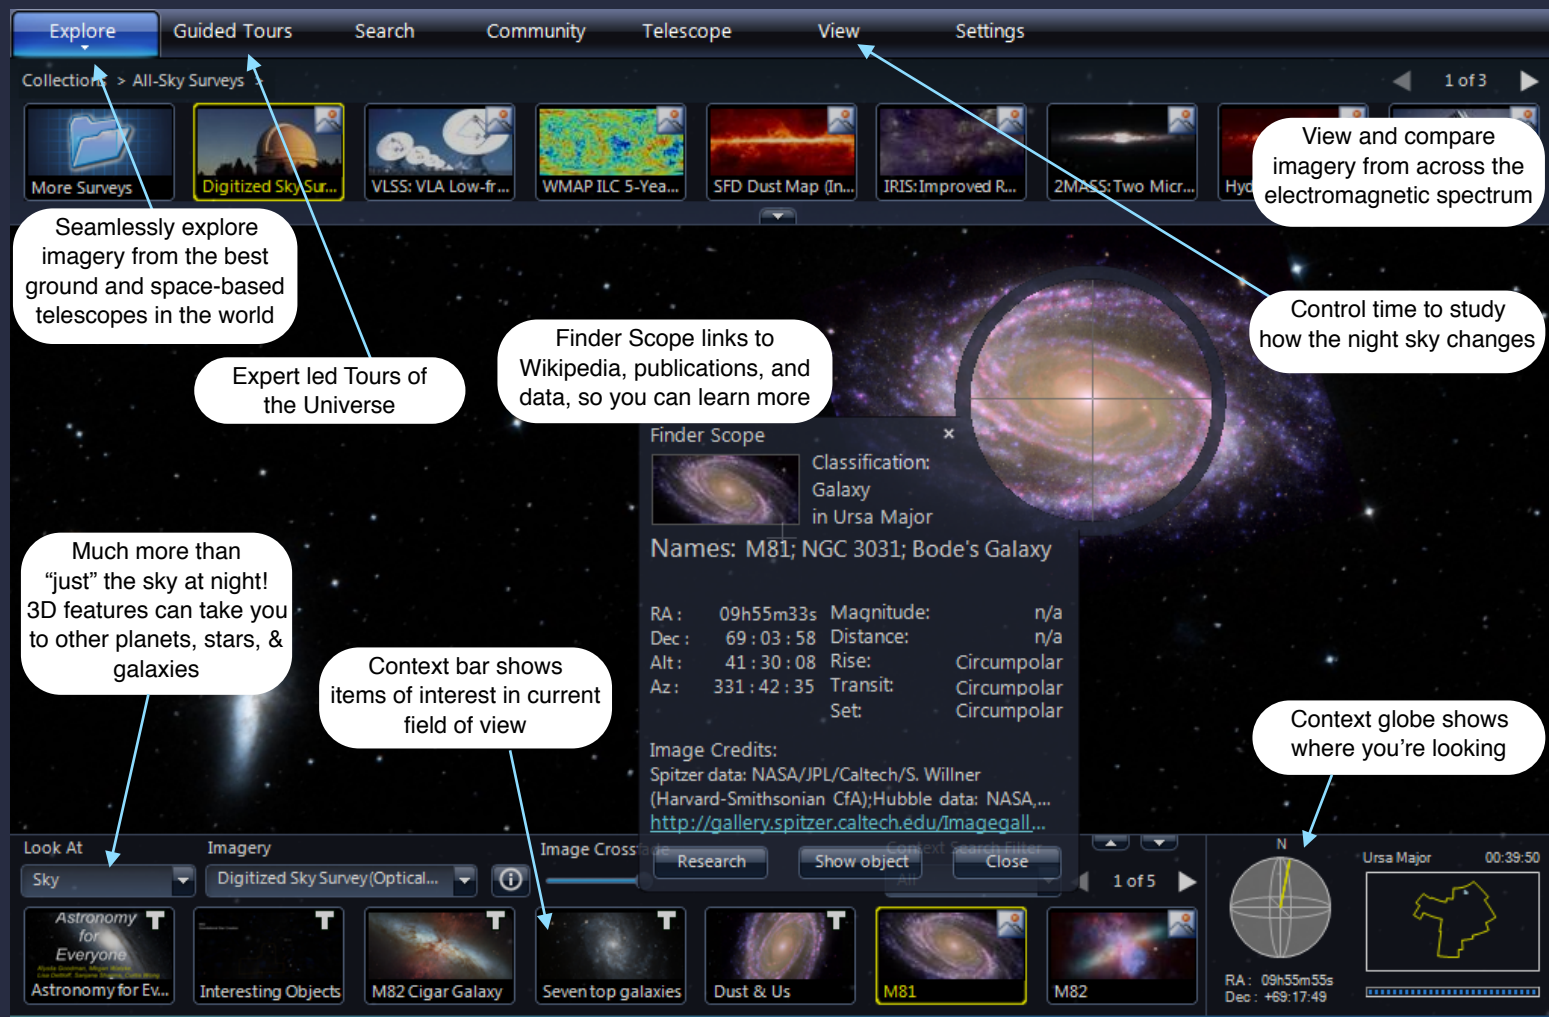 Explore
Guided Tours
Search
Community
Telescope
View
Settings
Collections > All-Sky Surveys >
1 of 3
More Surveys
Digitized Sky Sur...
VLSS: VLA Low-fr...
WMAP ILC 5-Yea...
SFD Dust Map (In...
IRIS: Improved R...
2MASS: Two Micr...
Hyd
View and compare
imagery from across the
electromagnetic spectrum
Seamlessly explore
imagery from the best
ground and space-based
telescopes in the world
Control time to study
how the night sky changes
Finder Scope links to
Wikipedia, publications, and
data, so you can learn more
Expert led Tours of
the Universe
Finder Scope
×
Classification:
Galaxy
in Ursa Major
Names: M81; NGC 3031; Bode's Galaxy
RA : 09h55m33s Magnitude: n/a
Dec : 69 : 03 : 58 Distance: n/a
Alt : 41 : 30 : 08 Rise: Circumpolar
Az : 331 : 42 : 35 Transit: Circumpolar
Set: Circumpolar
Image Credits:
Spitzer data: NASA/JPL/Caltech/S. Willner
(Harvard-Smithsonian CfA);Hubble data: NASA,...
http://gallery.spitzer.caltech.edu/Imagegall...
Research
Show object
Close
Much more than
“just” the sky at night!
3D features can take you
to other planets, stars, &
galaxies
Context bar shows
items of interest in current
field of view
Context globe shows
where you’re looking
Look At
Imagery
Image Crossfade
Context Search Filter
Sky
Digitized Sky Survey (Optical...
All
1 of 5
N
Ursa Major 00:39:50
RA : 09h55m55s
Dec : +69:17:49
Astronomy
for
Everyone
Astronomy for Ev...
T
Interesting Objects
T
M82 Cigar Galaxy
T
Seven top galaxies
T
Dust & Us
T
M81
M82